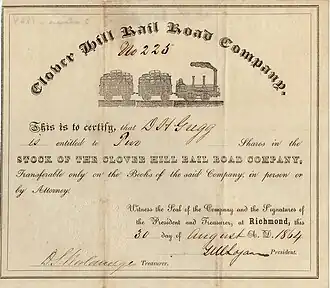 Clover Hill Rail Road Company.
No 225
This is to certify, that D H Gregg
is entitled to Two Shares in the
STOCK OF THE CLOVER HILL RAIL ROAD COMPANY,
Transferable only on the Books of the said Company in person or
by Attorney.
Witness the Seal of the Company and the Signatures
of the President and Treasurer, at Richmond, this
30 day of August A. D. 1864
President.
Treasurer.